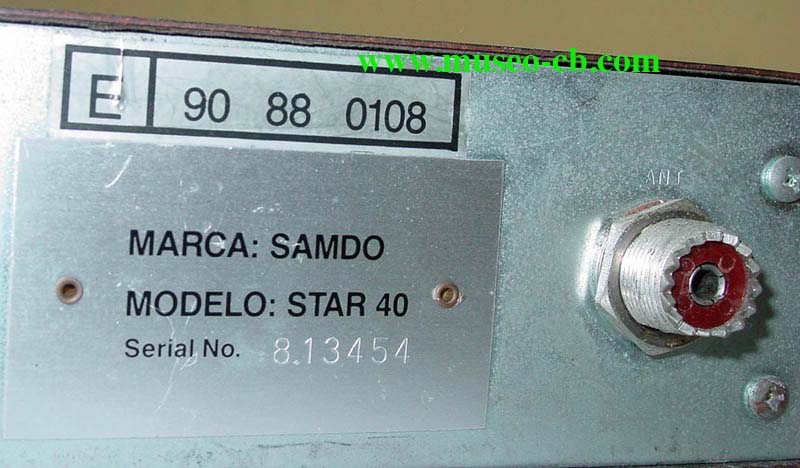 www.museo-cb.com
E 90 88 0108
ANT
MARCA: SAMDO
MODELO: STAR 40
Serial No. 8.13454